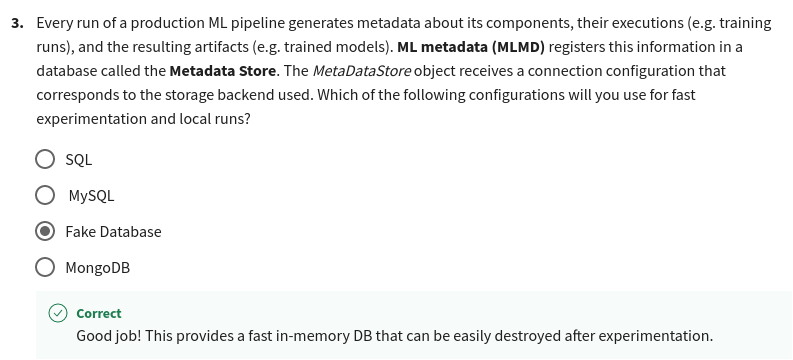 3. Every run of a production ML pipeline generates metadata about its components, their executions (e.g. training
runs), and the resulting artifacts (e.g. trained models). ML metadata (MLMD) registers this information in a
database called the Metadata Store. The MetaDataStore object receives a connection configuration that
corresponds to the storage backend used. Which of the following configurations will you use for fast
experimentation and local runs?
SQL
MySQL
Fake Database
MongoDB
Correct
Good job! This provides a fast in-memory DB that can be easily destroyed after experimentation.